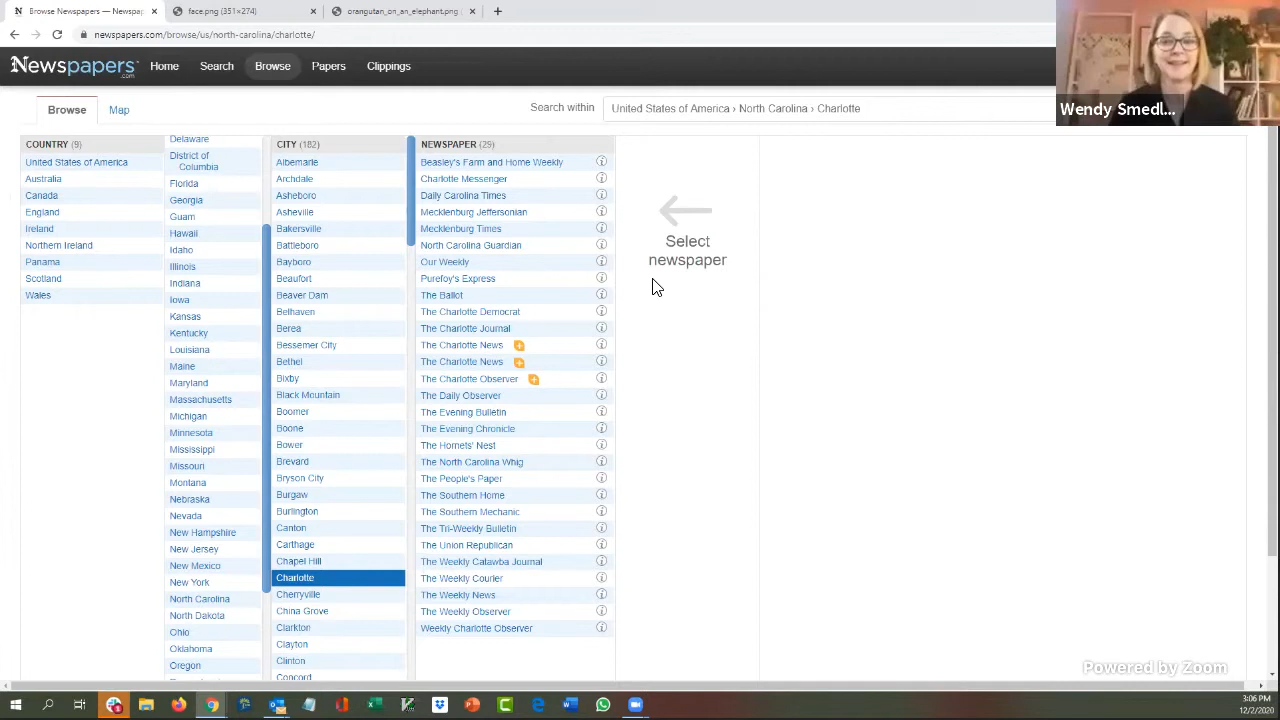 Browse Newspapers — Newspap
face.png (351×274)
orangutan_on_an_elephant.png (
newspapers.com/browse/us/north-carolina/charlotte/
Newspapers
.com
Home
Search
Browse
Papers
Clippings
Wendy Smedl...
Browse
Map
Search within
United States of America › North Carolina › Charlotte
COUNTRY (9)
United States of America
Australia
Canada
England
Ireland
Northern Ireland
Panama
Scotland
Wales
Delaware
District of
Columbia
Florida
Georgia
Guam
Hawaii
Idaho
Illinois
Indiana
Iowa
Kansas
Kentucky
Louisiana
Maine
Maryland
Massachusetts
Michigan
Minnesota
Mississippi
Missouri
Montana
Nebraska
Nevada
New Hampshire
New Jersey
New Mexico
New York
North Carolina
North Dakota
Ohio
Oklahoma
Oregon
CITY (182)
Albemarle
Archdale
Asheboro
Asheville
Bakersville
Battleboro
Bayboro
Beaufort
Beaver Dam
Belhaven
Berea
Bessemer City
Bethel
Bixby
Black Mountain
Boomer
Boone
Bower
Brevard
Bryson City
Burgaw
Burlington
Canton
Carthage
Chapel Hill
Charlotte
Cherryville
China Grove
Clarkton
Clayton
Clinton
Concord
NEWSPAPER (29)
Beasley's Farm and Home Weekly
Charlotte Messenger
Daily Carolina Times
Mecklenburg Jeffersonian
Mecklenburg Times
North Carolina Guardian
Our Weekly
Purefoy's Express
The Ballot
The Charlotte Democrat
The Charlotte Journal
The Charlotte News
The Charlotte News
The Charlotte Observer
The Daily Observer
The Evening Bulletin
The Evening Chronicle
The Hornets' Nest
The North Carolina Whig
The People's Paper
The Southern Home
The Southern Mechanic
The Tri-Weekly Bulletin
The Union Republican
The Weekly Catawba Journal
The Weekly Courier
The Weekly News
The Weekly Observer
Weekly Charlotte Observer
Select
newspaper
Powered by Zoom
3:06 PM
12/2/2020